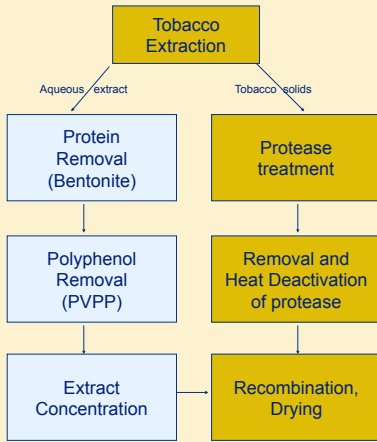 Tobacco
Extraction
Aqueous extract
Tobacco solids
Protein
Removal
(Bentonite)
Protease
treatment
Polyphenol
Removal
(PVPP)
Removal and
Heat Deactivation
of protease
Extract
Concentration
Recombination,
Drying